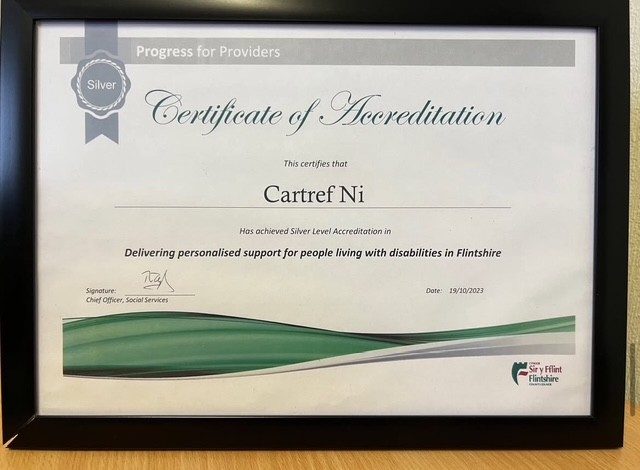 Progress for Providers
Silver
Certificate of Accreditation
This certifies that
Cartref Ni
Has achieved Silver Level Accreditation in
Delivering personalised support for people living with disabilities in Flintshire
Signature:
Chief Officer, Social Services
Date: 19/10/2023
Sir y Fflint
Flintshire